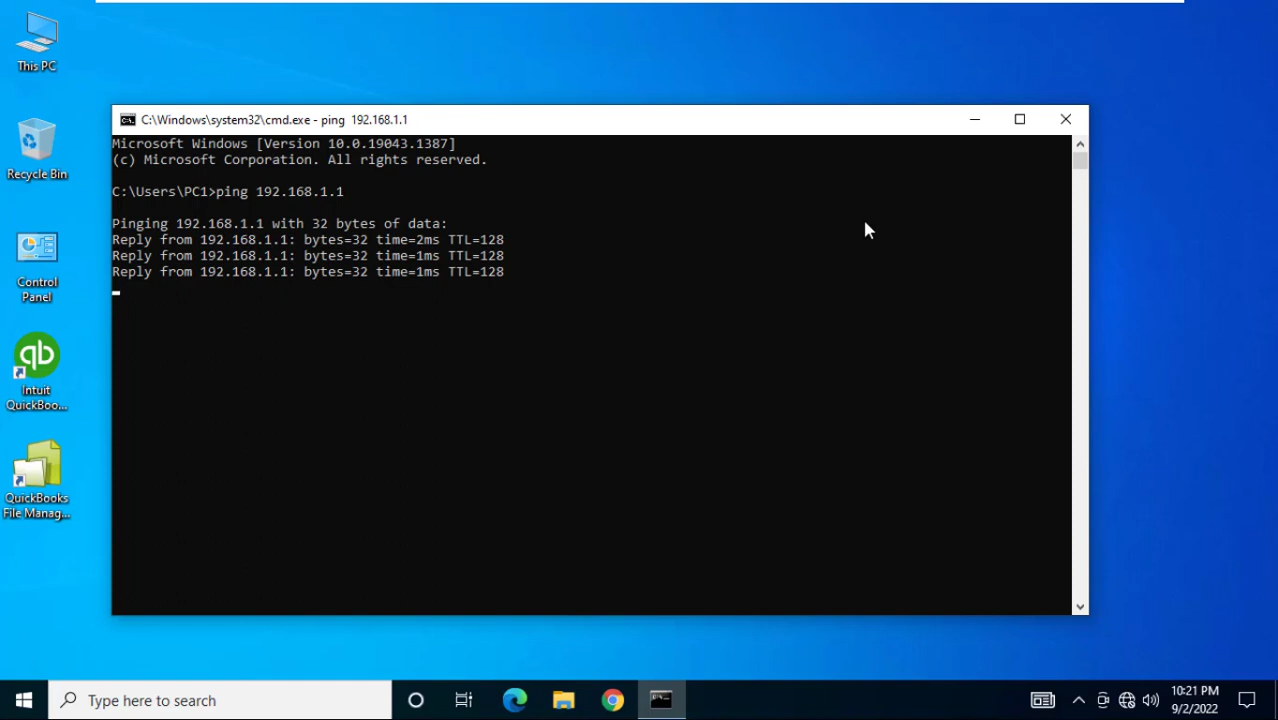 This PC
Recycle Bin
Control
Panel
qb
Intuit
QuickBoo...
QuickBooks
File Manag...
C:\Windows\system32\cmd.exe - ping  192.168.1.1
Microsoft Windows [Version 10.0.19043.1387]
(c) Microsoft Corporation. All rights reserved.
C:\Users\PC1>ping 192.168.1.1
Pinging 192.168.1.1 with 32 bytes of data:
Reply from 192.168.1.1: bytes=32 time=2ms TTL=128
Reply from 192.168.1.1: bytes=32 time=1ms TTL=128
Reply from 192.168.1.1: bytes=32 time=1ms TTL=128
Type here to search
10:21 PM
9/2/2022